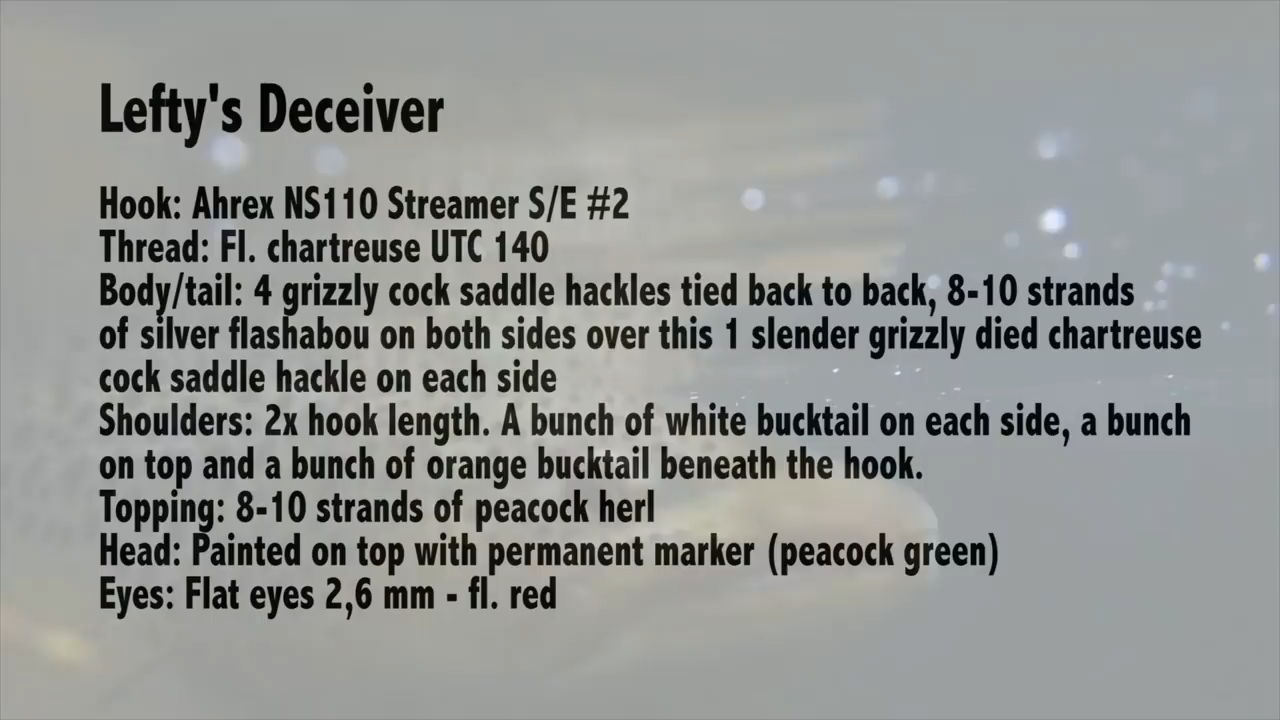 Lefty's Deceiver
Hook: Ahrex NS110 Streamer S/E #2
Thread: Fl. chartreuse UTC 140
Body/tail: 4 grizzly cock saddle hackles tied back to back, 8-10 strands
of silver flashabou on both sides over this 1 slender grizzly died chartreuse
cock saddle hackle on each side
Shoulders: 2x hook length. A bunch of white bucktail on each side, a bunch
on top and a bunch of orange bucktail beneath the hook.
Topping: 8-10 strands of peacock herl
Head: Painted on top with permanent marker (peacock green)
Eyes: Flat eyes 2,6 mm - fl. red